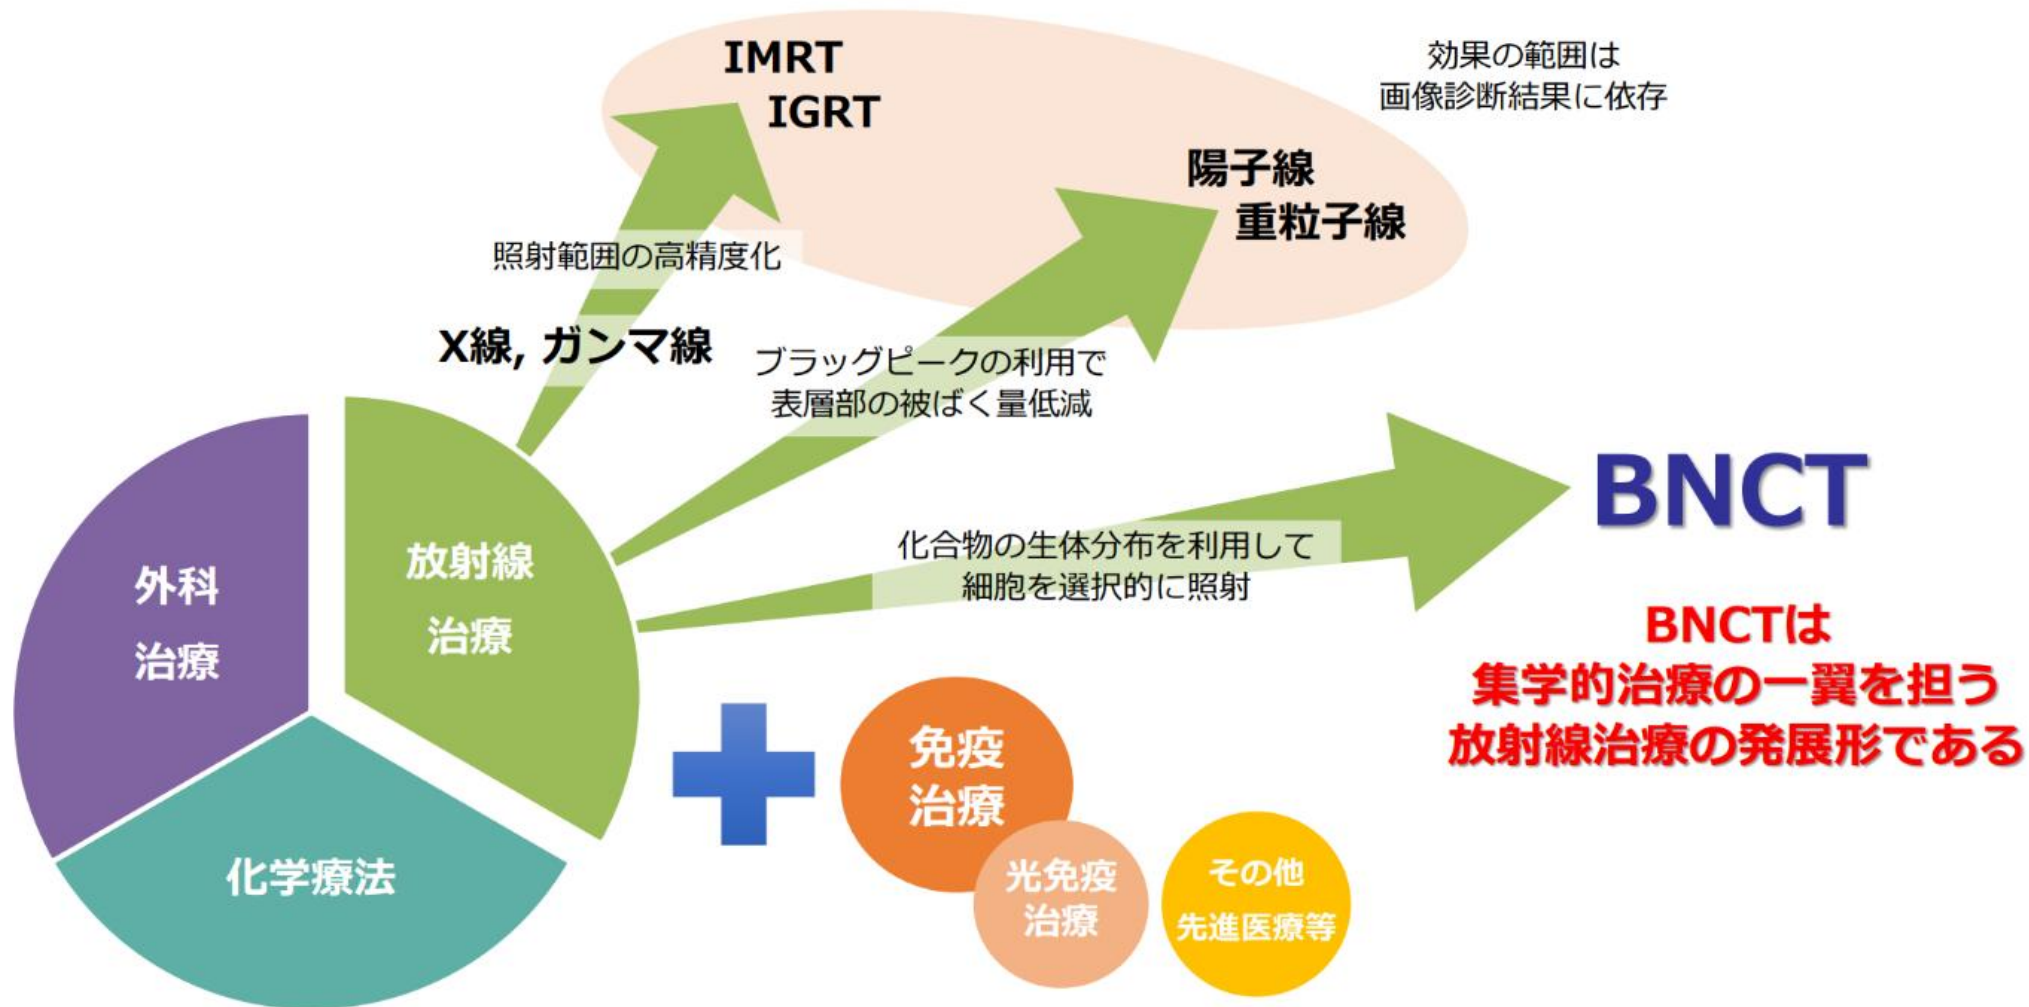 IMRT
IGRT
効果の範囲は
画像診断結果に依存
陽子線
重粒子線
照射範囲の高精度化
X線, ガンマ線
ブラッグピークの利用で
表層部の被ばく量低減
BNCT
化合物の生体分布を利用して
細胞を選択的に照射
放射線
治療
外科
治療
化学療法
BNCTは
集学的治療の一翼を担う
放射線治療の発展形である
免疫
治療
光免疫
治療
その他
先進医療等